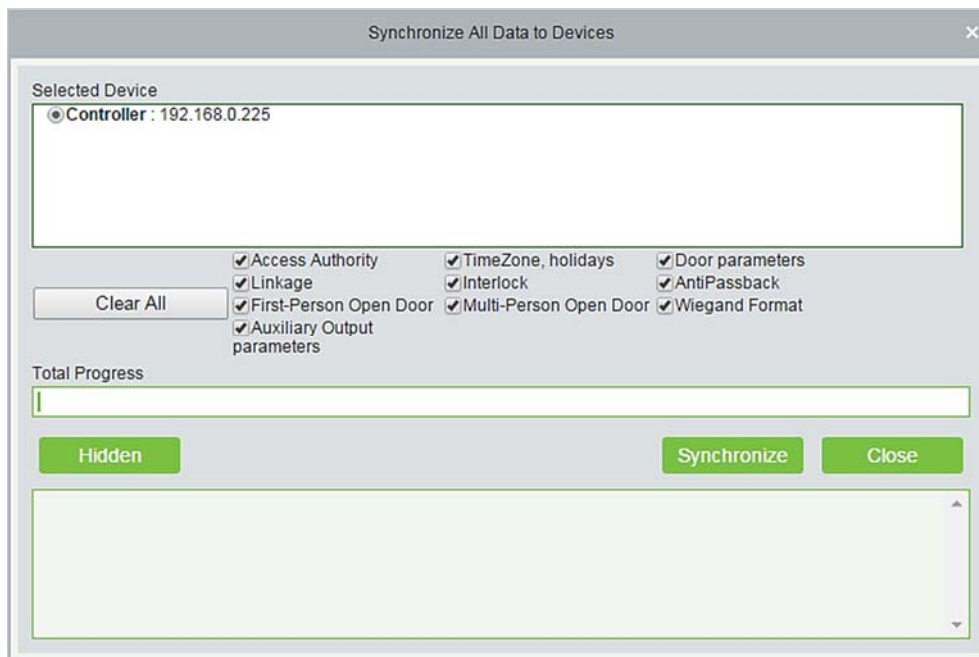 Synchronize All Data to Devices
Selected Device
Controller : 192.168.0.225
Access Authority TimeZone, holidays Door parameters
Linkage Interlock AntiPassback
Clear All
First-Person Open Door Multi-Person Open Door Wiegand Format
Auxiliary Output
parameters
Total Progress
Hidden Synchronize Close